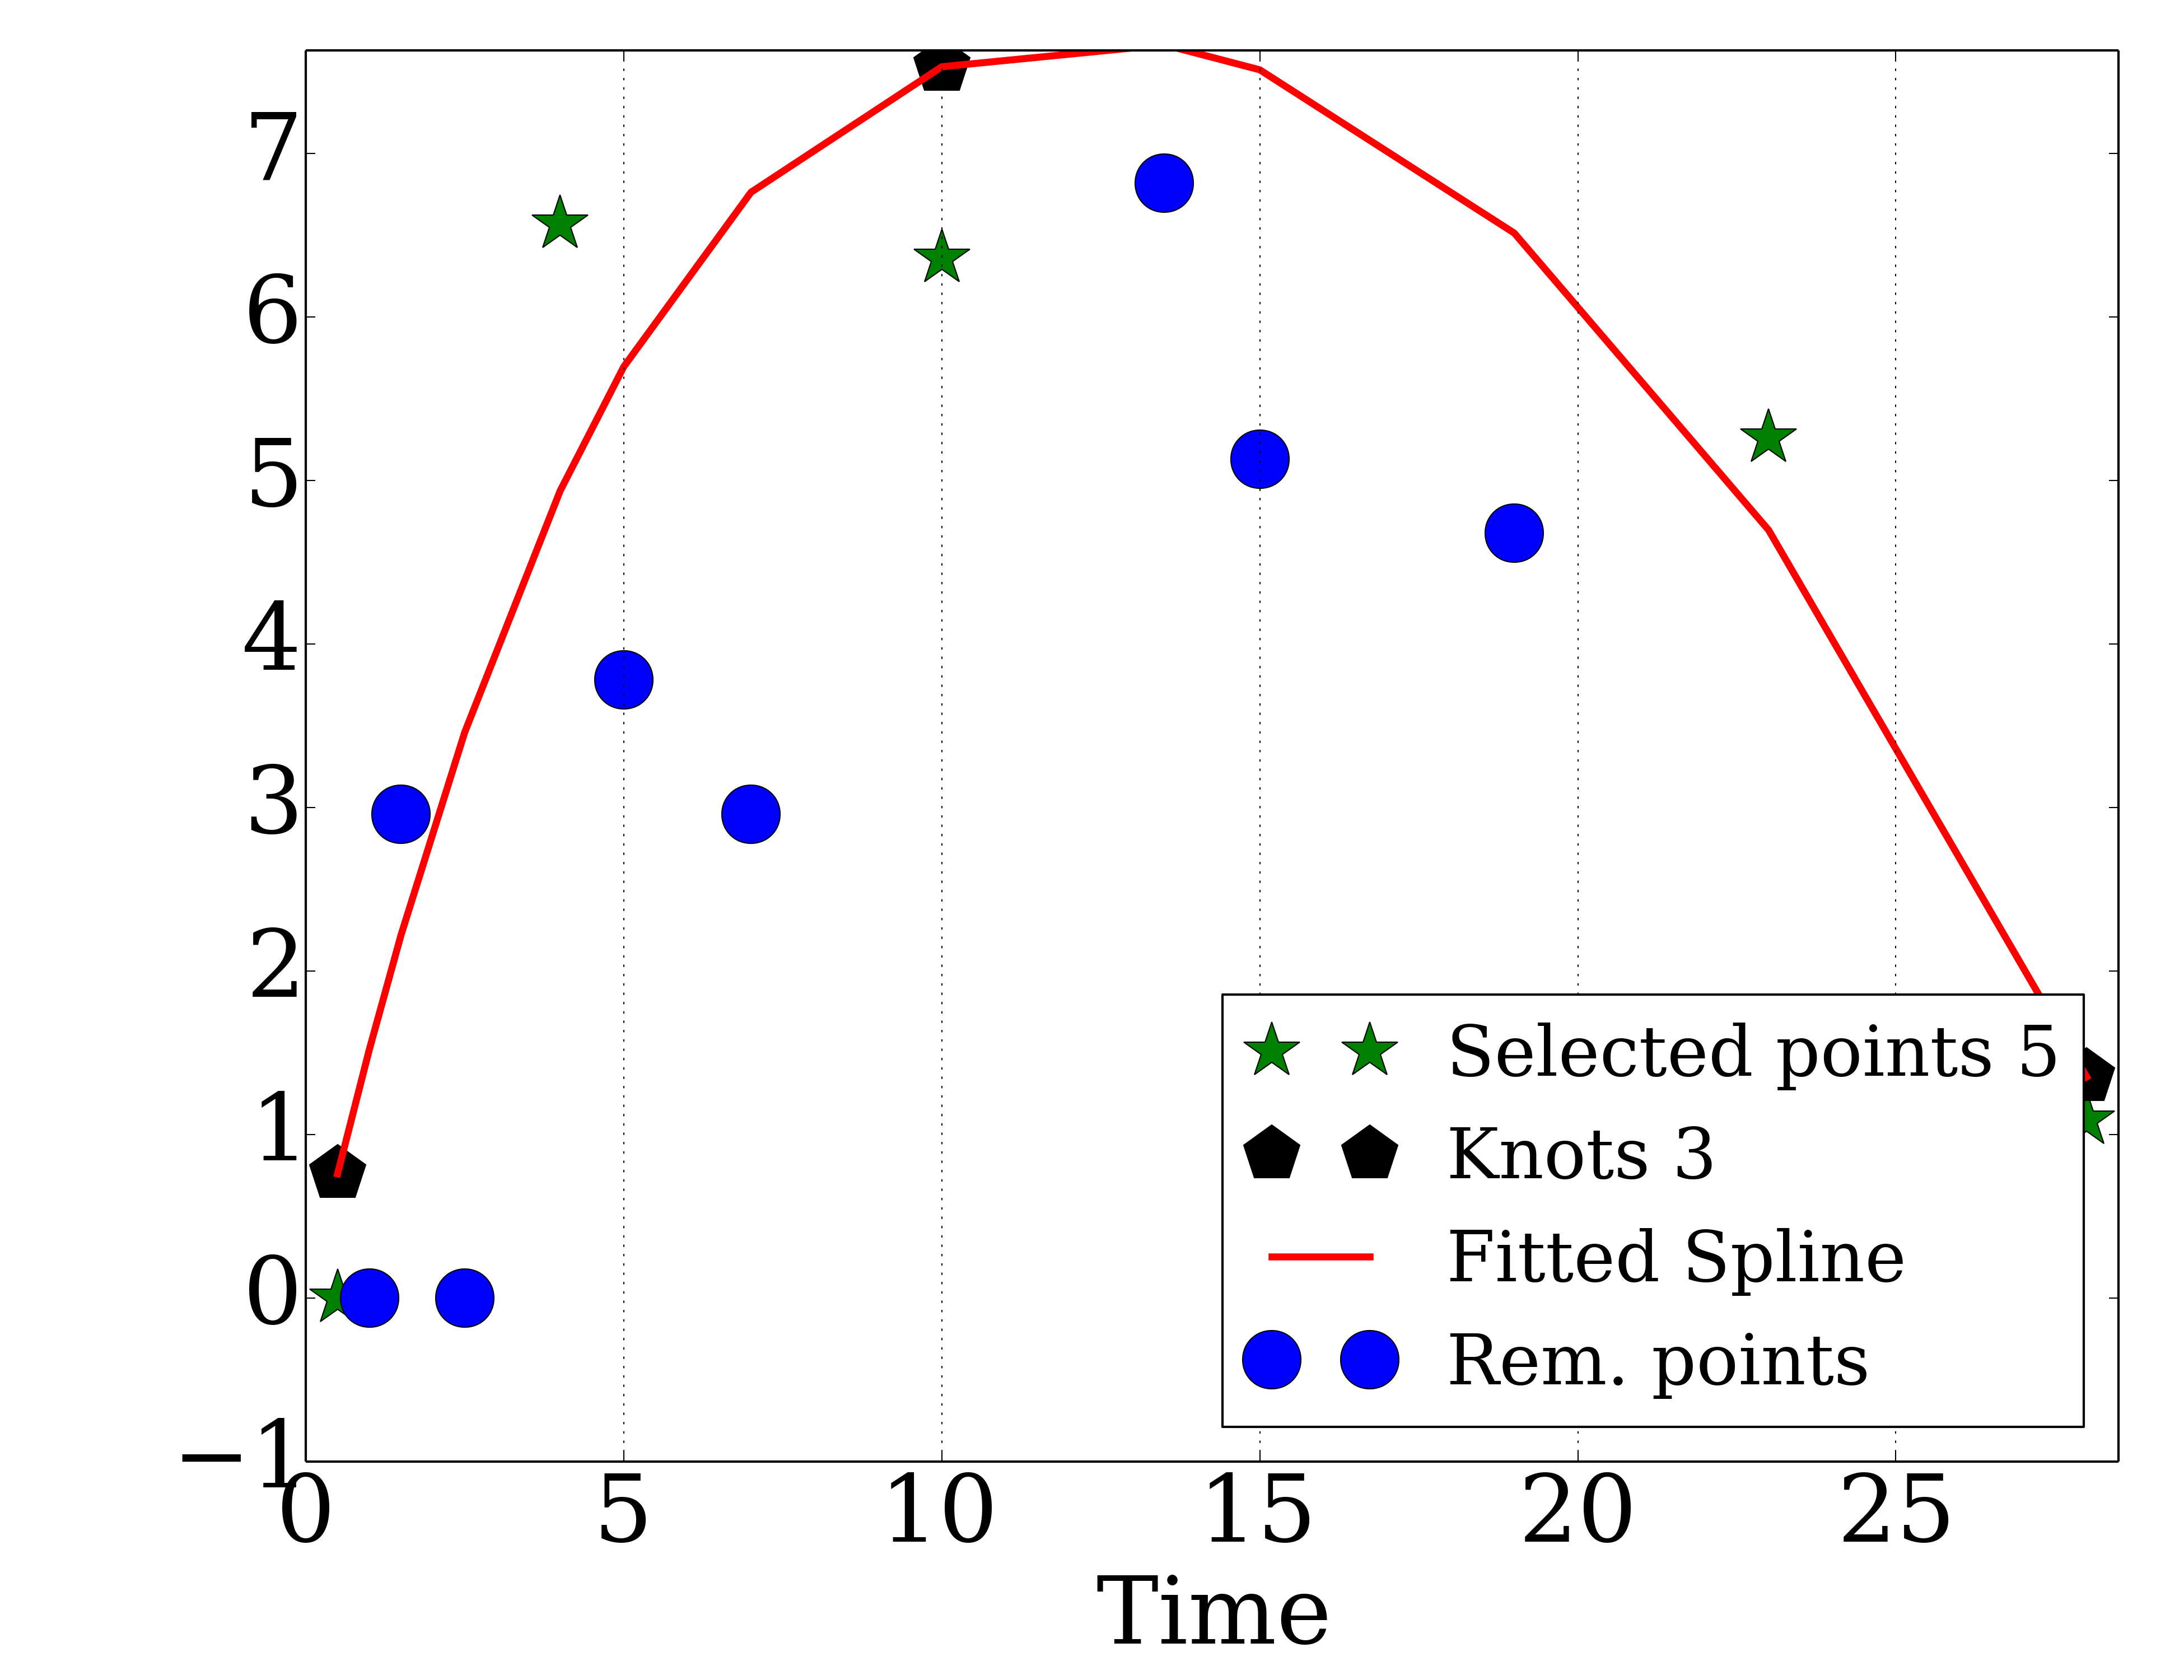 7
6
5
4
3
2
1
0
−1
Selected points 5
Knots 3
Fitted Spline
Rem. points
0 5 10 15 20 25
Time